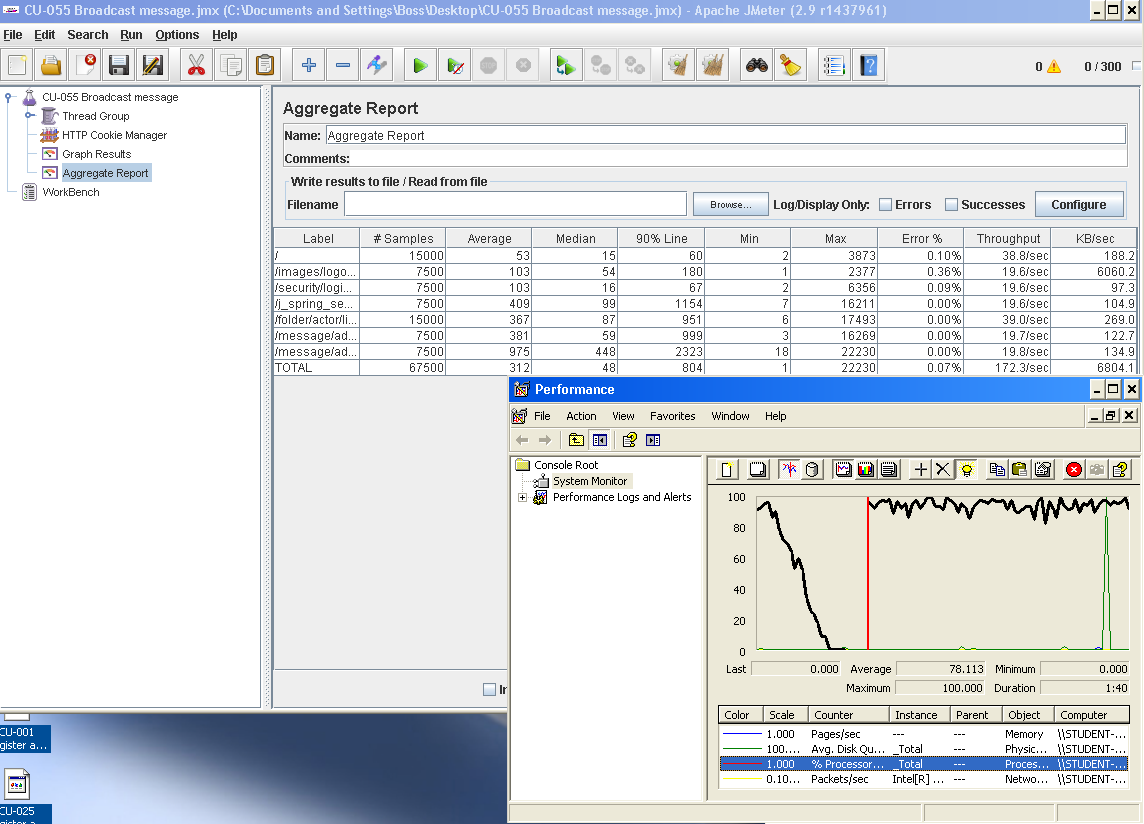 CU-055 Broadcast message.jmx (C:\Documents and Settings\Boss\Desktop\CU-055 Broadcast message.jmx) - Apache JMeter (2.9 r1437961)
File Edit Search Run Options Help
0 0 / 300
CU-055 Broadcast message
Thread Group
HTTP Cookie Manager
Graph Results
Aggregate Report
WorkBench
Aggregate Report
Name: Aggregate Report
Comments:
Write results to file / Read from file
Filename Browse... Log/Display Only: Errors Successes Configure
Label # Samples Average Median 90% Line Min Max Error % Throughput KB/sec
/ 15000 53 15 60 2 3873 0.10% 38.8/sec 188.2
/images/logo... 7500 103 54 180 1 2377 0.36% 19.6/sec 6060.2
/security/logi... 7500 103 16 67 2 6356 0.09% 19.6/sec 97.3
/j_spring_se... 7500 409 99 1154 7 16211 0.00% 19.6/sec 104.9
/folder/actor/li... 15000 367 87 951 6 17493 0.00% 39.0/sec 269.0
/message/ad... 7500 381 59 999 3 16269 0.00% 19.7/sec 122.7
/message/ad... 7500 975 448 2323 18 22230 0.00% 19.8/sec 134.9
TOTAL 67500 312 48 804 1 22230 0.07% 172.3/sec 6804.1
Performance
File Action View Favorites Window Help
Console Root
System Monitor
Performance Logs and Alerts
100
80
60
40
20
0
Last 0.000 Average 78.113 Minimum 0.000
Maximum 100.000 Duration 1:40
Color Scale Counter Instance Parent Object Computer
1.000 Pages/sec --- --- Memory \\STUDENT-...
100.... Avg. Disk Qu... _Total --- Physic... \\STUDENT-...
1.000 % Processor... _Total --- Proces... \\STUDENT-...
0.10... Packets/sec Intel[R] ... --- Netwo... \\STUDENT-...
CU-001
gister a...
CU-025